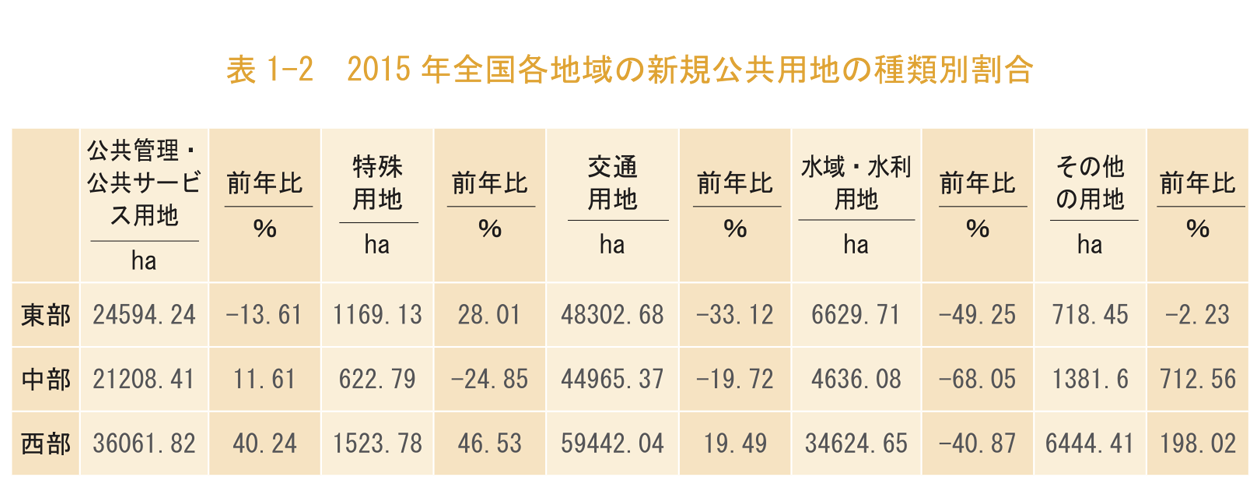 表 1-2　2015 年全国各地域の新規公共用地の種類別割合
公共管理・公共サービス用地 ha 前年比 % 特殊用地 ha 前年比 % 交通用地 ha 前年比 % 水域・水利用地 ha 前年比 % その他の用地 ha 前年比 %
東部 24594.24 -13.61 1169.13 28.01 48302.68 -33.12 6629.71 -49.25 718.45 -2.23
中部 21208.41 11.61 622.79 -24.85 44965.37 -19.72 4636.08 -68.05 1381.6 712.56
西部 36061.82 40.24 1523.78 46.53 59442.04 19.49 34624.65 -40.87 6444.41 198.02